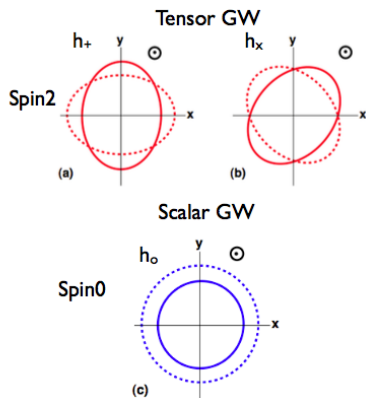 Tensor GW
h+ y hx y
Spin2
x x
(a) (b)
Scalar GW
y
ho
Spin0
x
(c)